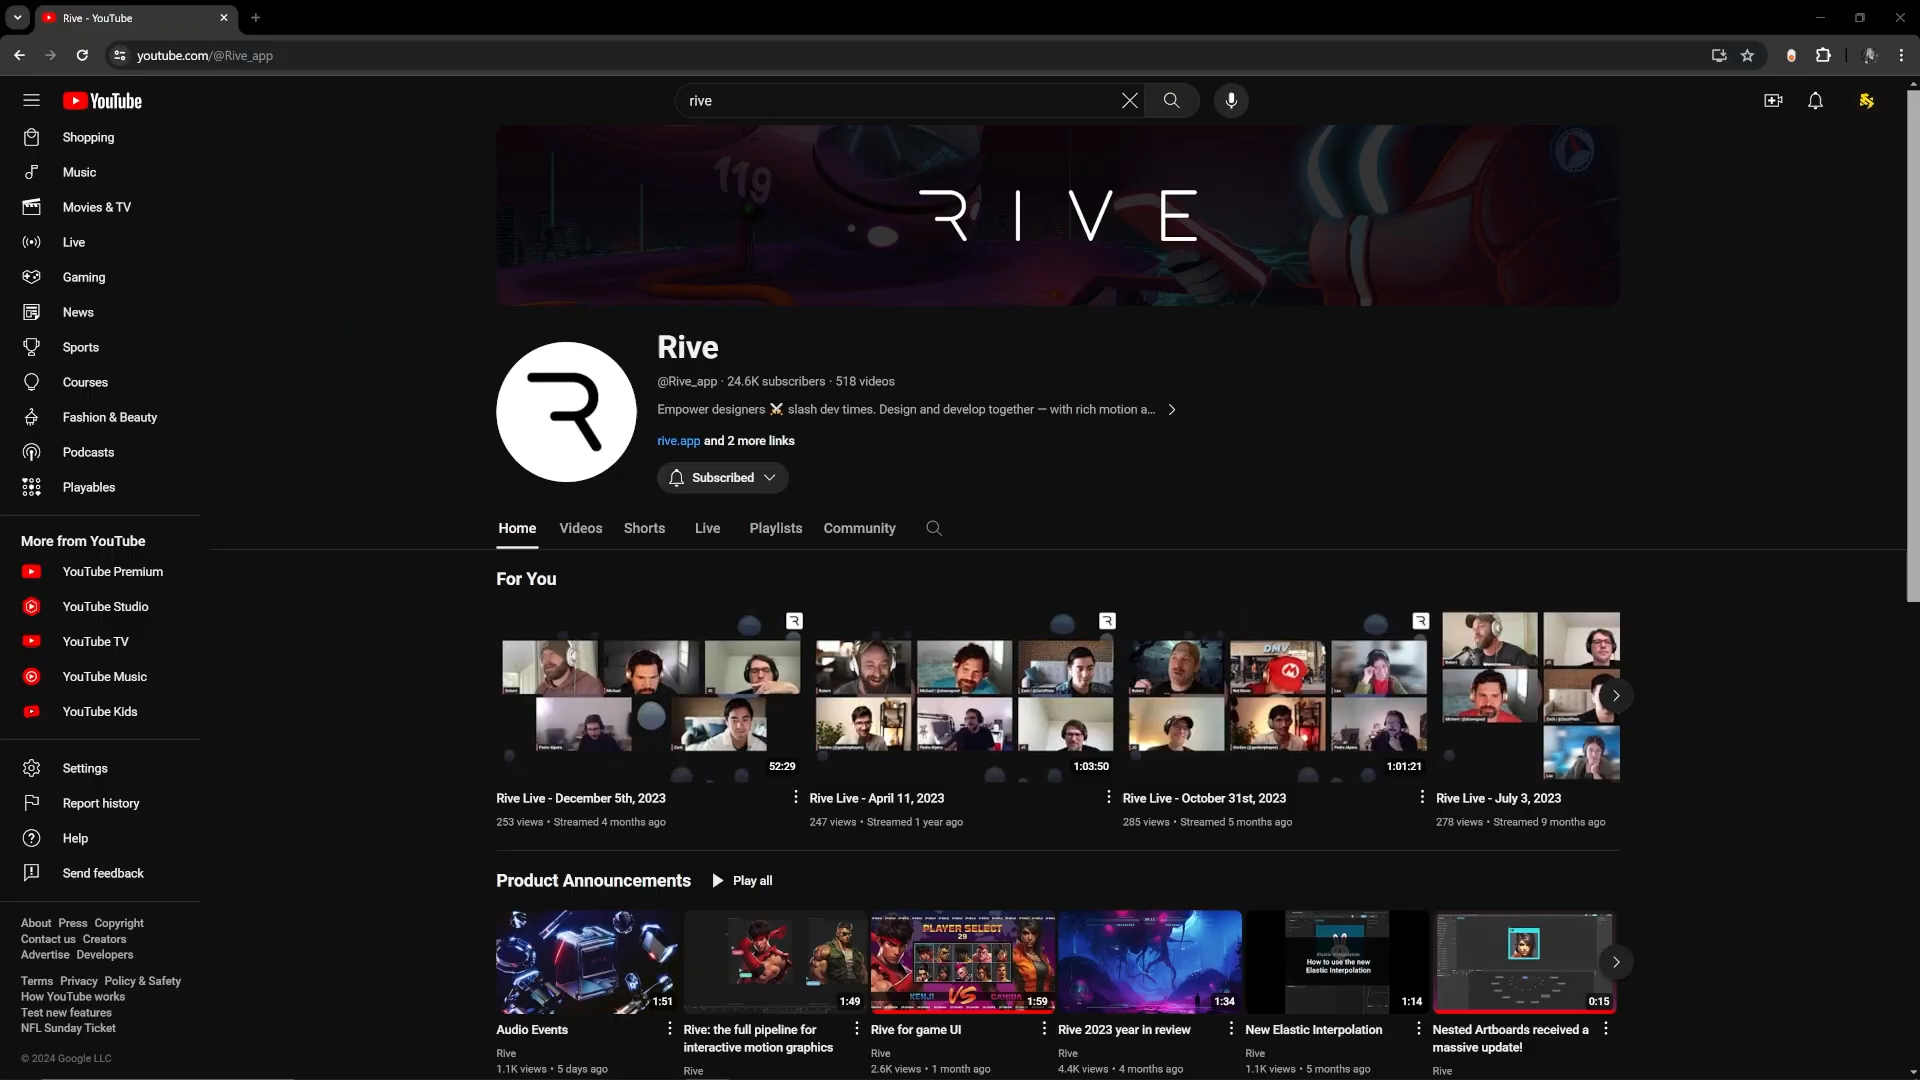 Rive - YouTube
youtube.com/@Rive_app
YouTube
rive
Shopping
Music
Movies & TV
Live
Gaming
News
Sports
Courses
Fashion & Beauty
Podcasts
Playables
More from YouTube
YouTube Premium
YouTube Studio
YouTube TV
YouTube Music
YouTube Kids
Settings
Report history
Help
Send feedback
About Press Copyright
Contact us Creators
Advertise Developers
Terms Privacy Policy & Safety
How YouTube works
Test new features
NFL Sunday Ticket
© 2024 Google LLC
119
RIVE
Rive
@Rive_app · 24.6K subscribers · 518 videos
Empower designers ⚔️ slash dev times. Design and develop together — with rich motion a...
rive.app and 2 more links
Subscribed
Home Videos Shorts Live Playlists Community
For You
DMV
52:29
1:03:50
1:01:21
Rive Live - December 5th, 2023
253 views • Streamed 4 months ago
Rive Live - April 11, 2023
247 views • Streamed 1 year ago
Rive Live - October 31st, 2023
285 views • Streamed 5 months ago
Rive Live - July 3, 2023
278 views • Streamed 9 months ago
Product Announcements Play all
1:51
1:49
PLAYER SELECT
29
KENJI VS
1:59
1:34
How to use the new
Elastic Interpolation
1:14
0:15
Audio Events
Rive
1.1K views • 5 days ago
Rive: the full pipeline for
interactive motion graphics
Rive
Rive for game UI
Rive
2.6K views • 1 month ago
Rive 2023 year in review
Rive
4.4K views • 4 months ago
New Elastic Interpolation
Rive
1.1K views • 5 months ago
Nested Artboards received a
massive update!
Rive